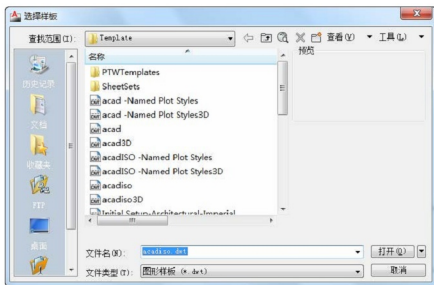 选择样板
查找范围(I):
Template
查看(V)
工具(L)
名称
预览
PTWTemplates
SheetSets
acad -Named Plot Styles
acad -Named Plot Styles3D
acad
acad3D
acadISO -Named Plot Styles
acadISO -Named Plot Styles3D
acadiso
acadiso3D
Initial Setup-Architectural-Imperial
历史记录
文档
收藏夹
FTP
桌面
文件名(N):
acadiso.dwt
打开(O)
文件类型(T):
图形样板 (*.dwt)
取消